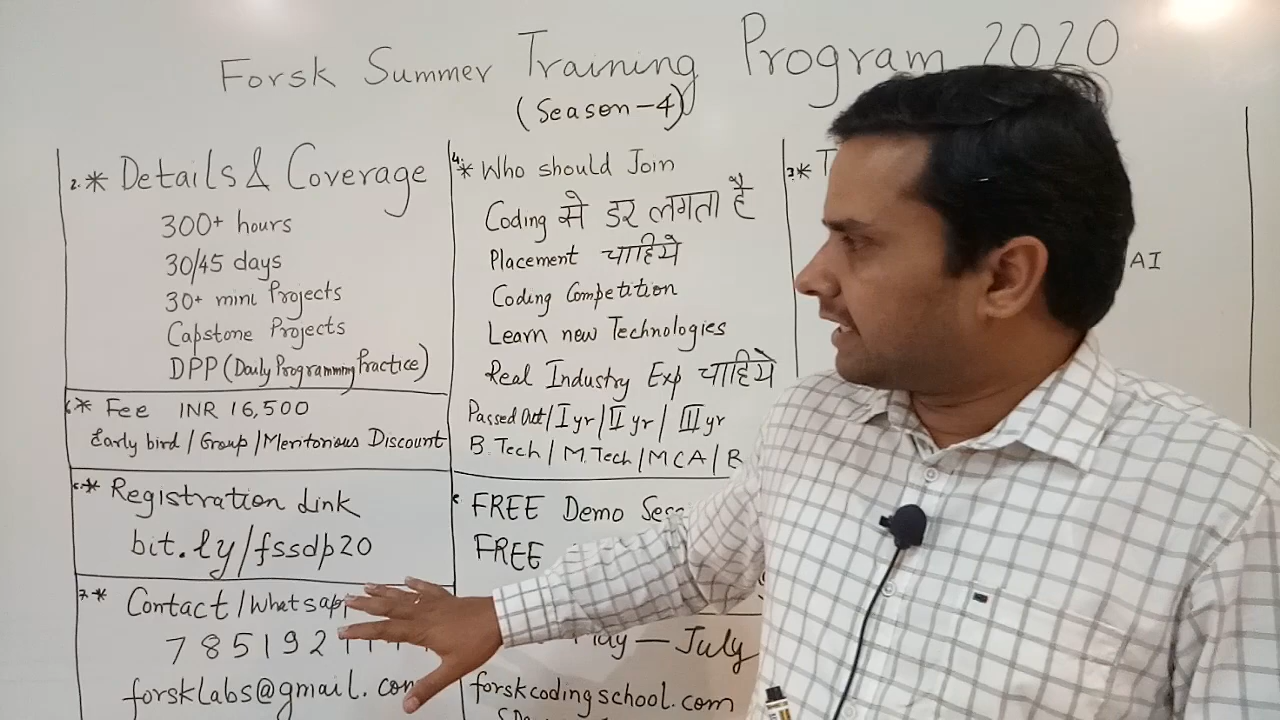 Forsk Summer Training Program 2020
(Season-4)
2.* Details & Coverage
300+ hours
30/45 days
30+ mini Projects
Capstone Projects
DPP (Daily Programming Practice)
* Fee INR 16,500
Early bird / Group / Meritorious Discount
* Registration Link
bit.ly/fssdp20
7.* Contact / Whatsapp
785192
forsklabs@gmail.com
4.* Who should Join
Coding से डर लगता है
Placement चाहिये
Coding Competition
Learn new Technologies
Real Industry Exp चाहिये
Passed Out / I yr / II yr / III yr
B.Tech / M.Tech / MCA / B
FREE Demo
FREE
May — July
forskcodingschool.com
3.* T
AI